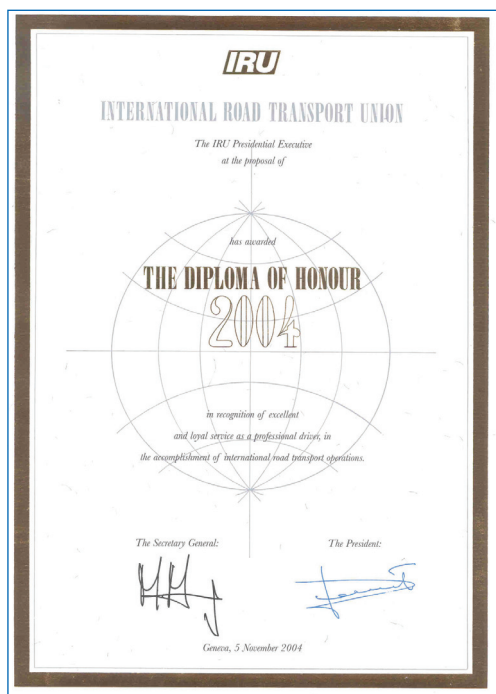 IRU
INTERNATIONAL ROAD TRANSPORT UNION
The IRU Presidential Executive
at the proposal of
has awarded
THE DIPLOMA OF HONOUR
2004
in recognition of excellent
and loyal service as a professional driver, in
the accomplishment of international road transport operations.
The Secretary General: The President:
Geneva, 5 November 2004